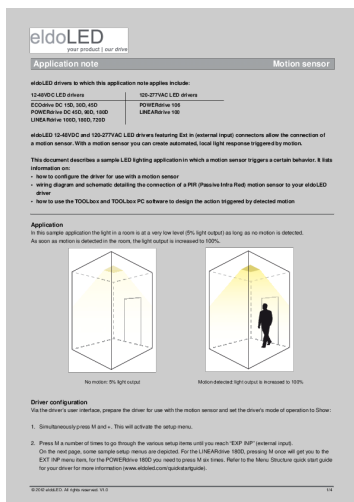 eldoLED
your product | our drive
Application note Motion sensor
eldoLED drivers to which this application note applies include:
12-48VDC LED drivers 120-277VAC LED drivers
ECOdrive DC 15D, 30D, 45D POWERdrive 106
POWERdrive DC 45D, 90D, 180D LINEARdrive 100
LINEARdrive 100D, 180D, 720D
eldoLED 12-48VDC and 120-277VAC LED drivers featuring Ext in (external input) connectors allow the connection of
a motion sensor. With a motion sensor you can create automated, local light response triggered by motion.
This document describes a sample LED lighting application in which a motion sensor triggers a certain behavior. It lists
information on:
• how to configure the driver for use with a motion sensor
• wiring diagram and schematic detailing the connection of a PIR (Passive Infra Red) motion sensor to your eldoLED
driver
• how to use the TOOLbox and TOOLbox PC software to design the action triggered by detected motion
Application
In this sample application the light in a room is at a very low level (5% light output) as long as no motion is detected.
As soon as motion is detected in the room, the light output is increased to 100%.
No motion: 5% light output Motion detected: light output is increased to 100%
Driver configuration
Via the driver's user interface, prepare the driver for use with the motion sensor and set the driver's mode of operation to Show:
1. Simultaneously press M and +. This will activate the setup menu.
2. Press M a number of times to go through the various setup items until you reach "EXP INP" (external input).
On the next page, some sample setup menus are depicted. For the LINEARdrive 180D, pressing M once will get you to the
EXT INP menu item, for the POWERdrive 180D you need to press M six times. Refer to the Menu Structure quick start guide
for your driver for more information (www.eldoled.com/quickstartguide).
All rights reserved. V1.0 1/4